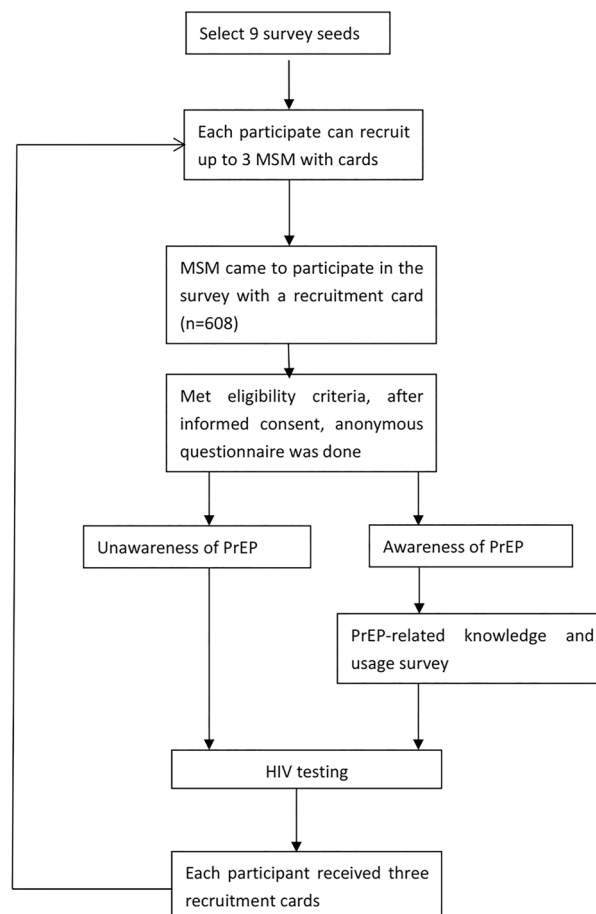 Select 9 survey seeds
Each participate can recruit
up to 3 MSM with cards
MSM came to participate in the
survey with a recruitment card
(n=608)
Met eligibility criteria, after
informed consent, anonymous
questionnaire was done
Unawareness of PrEP
Awareness of PrEP
PrEP-related knowledge and
usage survey
HIV testing
Each participant received three
recruitment cards